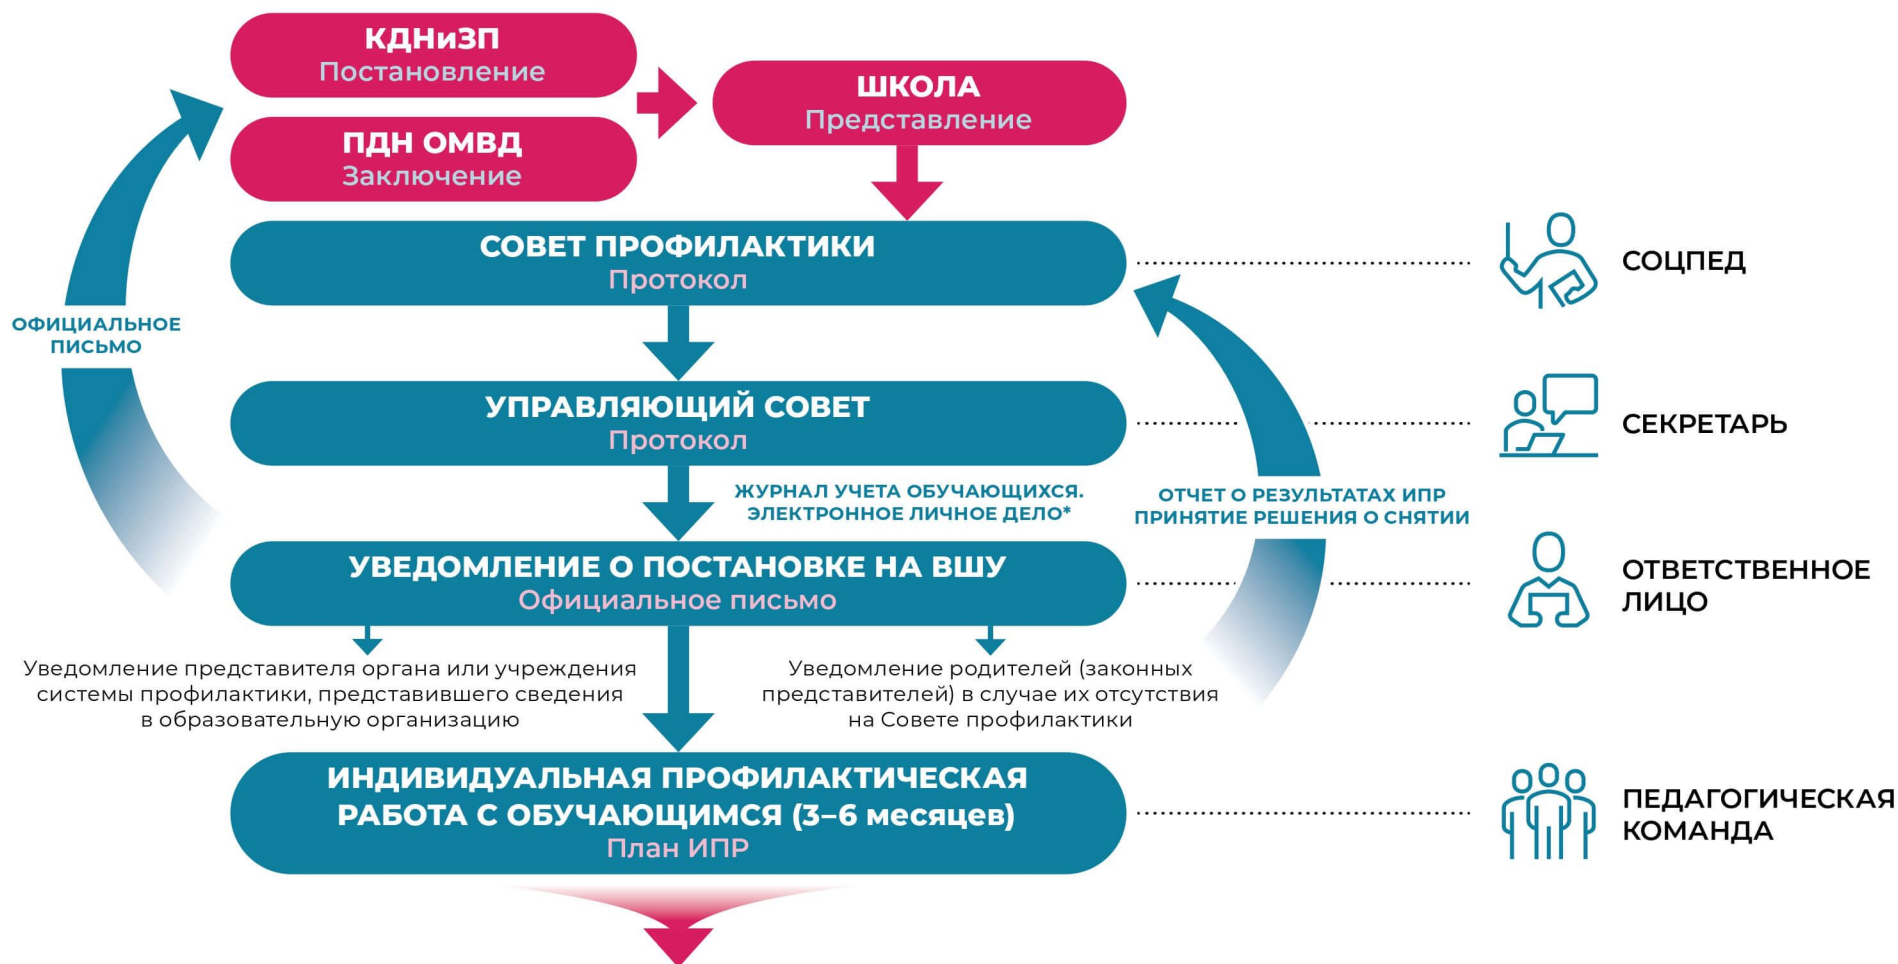 КДНиЗП
Постановление
ПДН ОМВД
Заключение
ШКОЛА
Представление
СОВЕТ ПРОФИЛАКТИКИ
Протокол
СОЦПЕД
ОФИЦИАЛЬНОЕ
ПИСЬМО
УПРАВЛЯЮЩИЙ СОВЕТ
Протокол
СЕКРЕТАРЬ
ЖУРНАЛ УЧЕТА ОБУЧАЮЩИХСЯ.
ЭЛЕКТРОННОЕ ЛИЧНОЕ ДЕЛО*
ОТЧЕТ О РЕЗУЛЬТАТАХ ИПР
ПРИНЯТИЕ РЕШЕНИЯ О СНЯТИИ
УВЕДОМЛЕНИЕ О ПОСТАНОВКЕ НА ВШУ
Официальное письмо
ОТВЕТСТВЕННОЕ
ЛИЦО
Уведомление представителя органа или учреждения
системы профилактики, представившего сведения
в образовательную организацию
Уведомление родителей (законных
представителей) в случае их отсутствия
на Совете профилактики
ИНДИВИДУАЛЬНАЯ ПРОФИЛАКТИЧЕСКАЯ
РАБОТА С ОБУЧАЮЩИМСЯ (3–6 месяцев)
План ИПР
ПЕДАГОГИЧЕСКАЯ
КОМАНДА